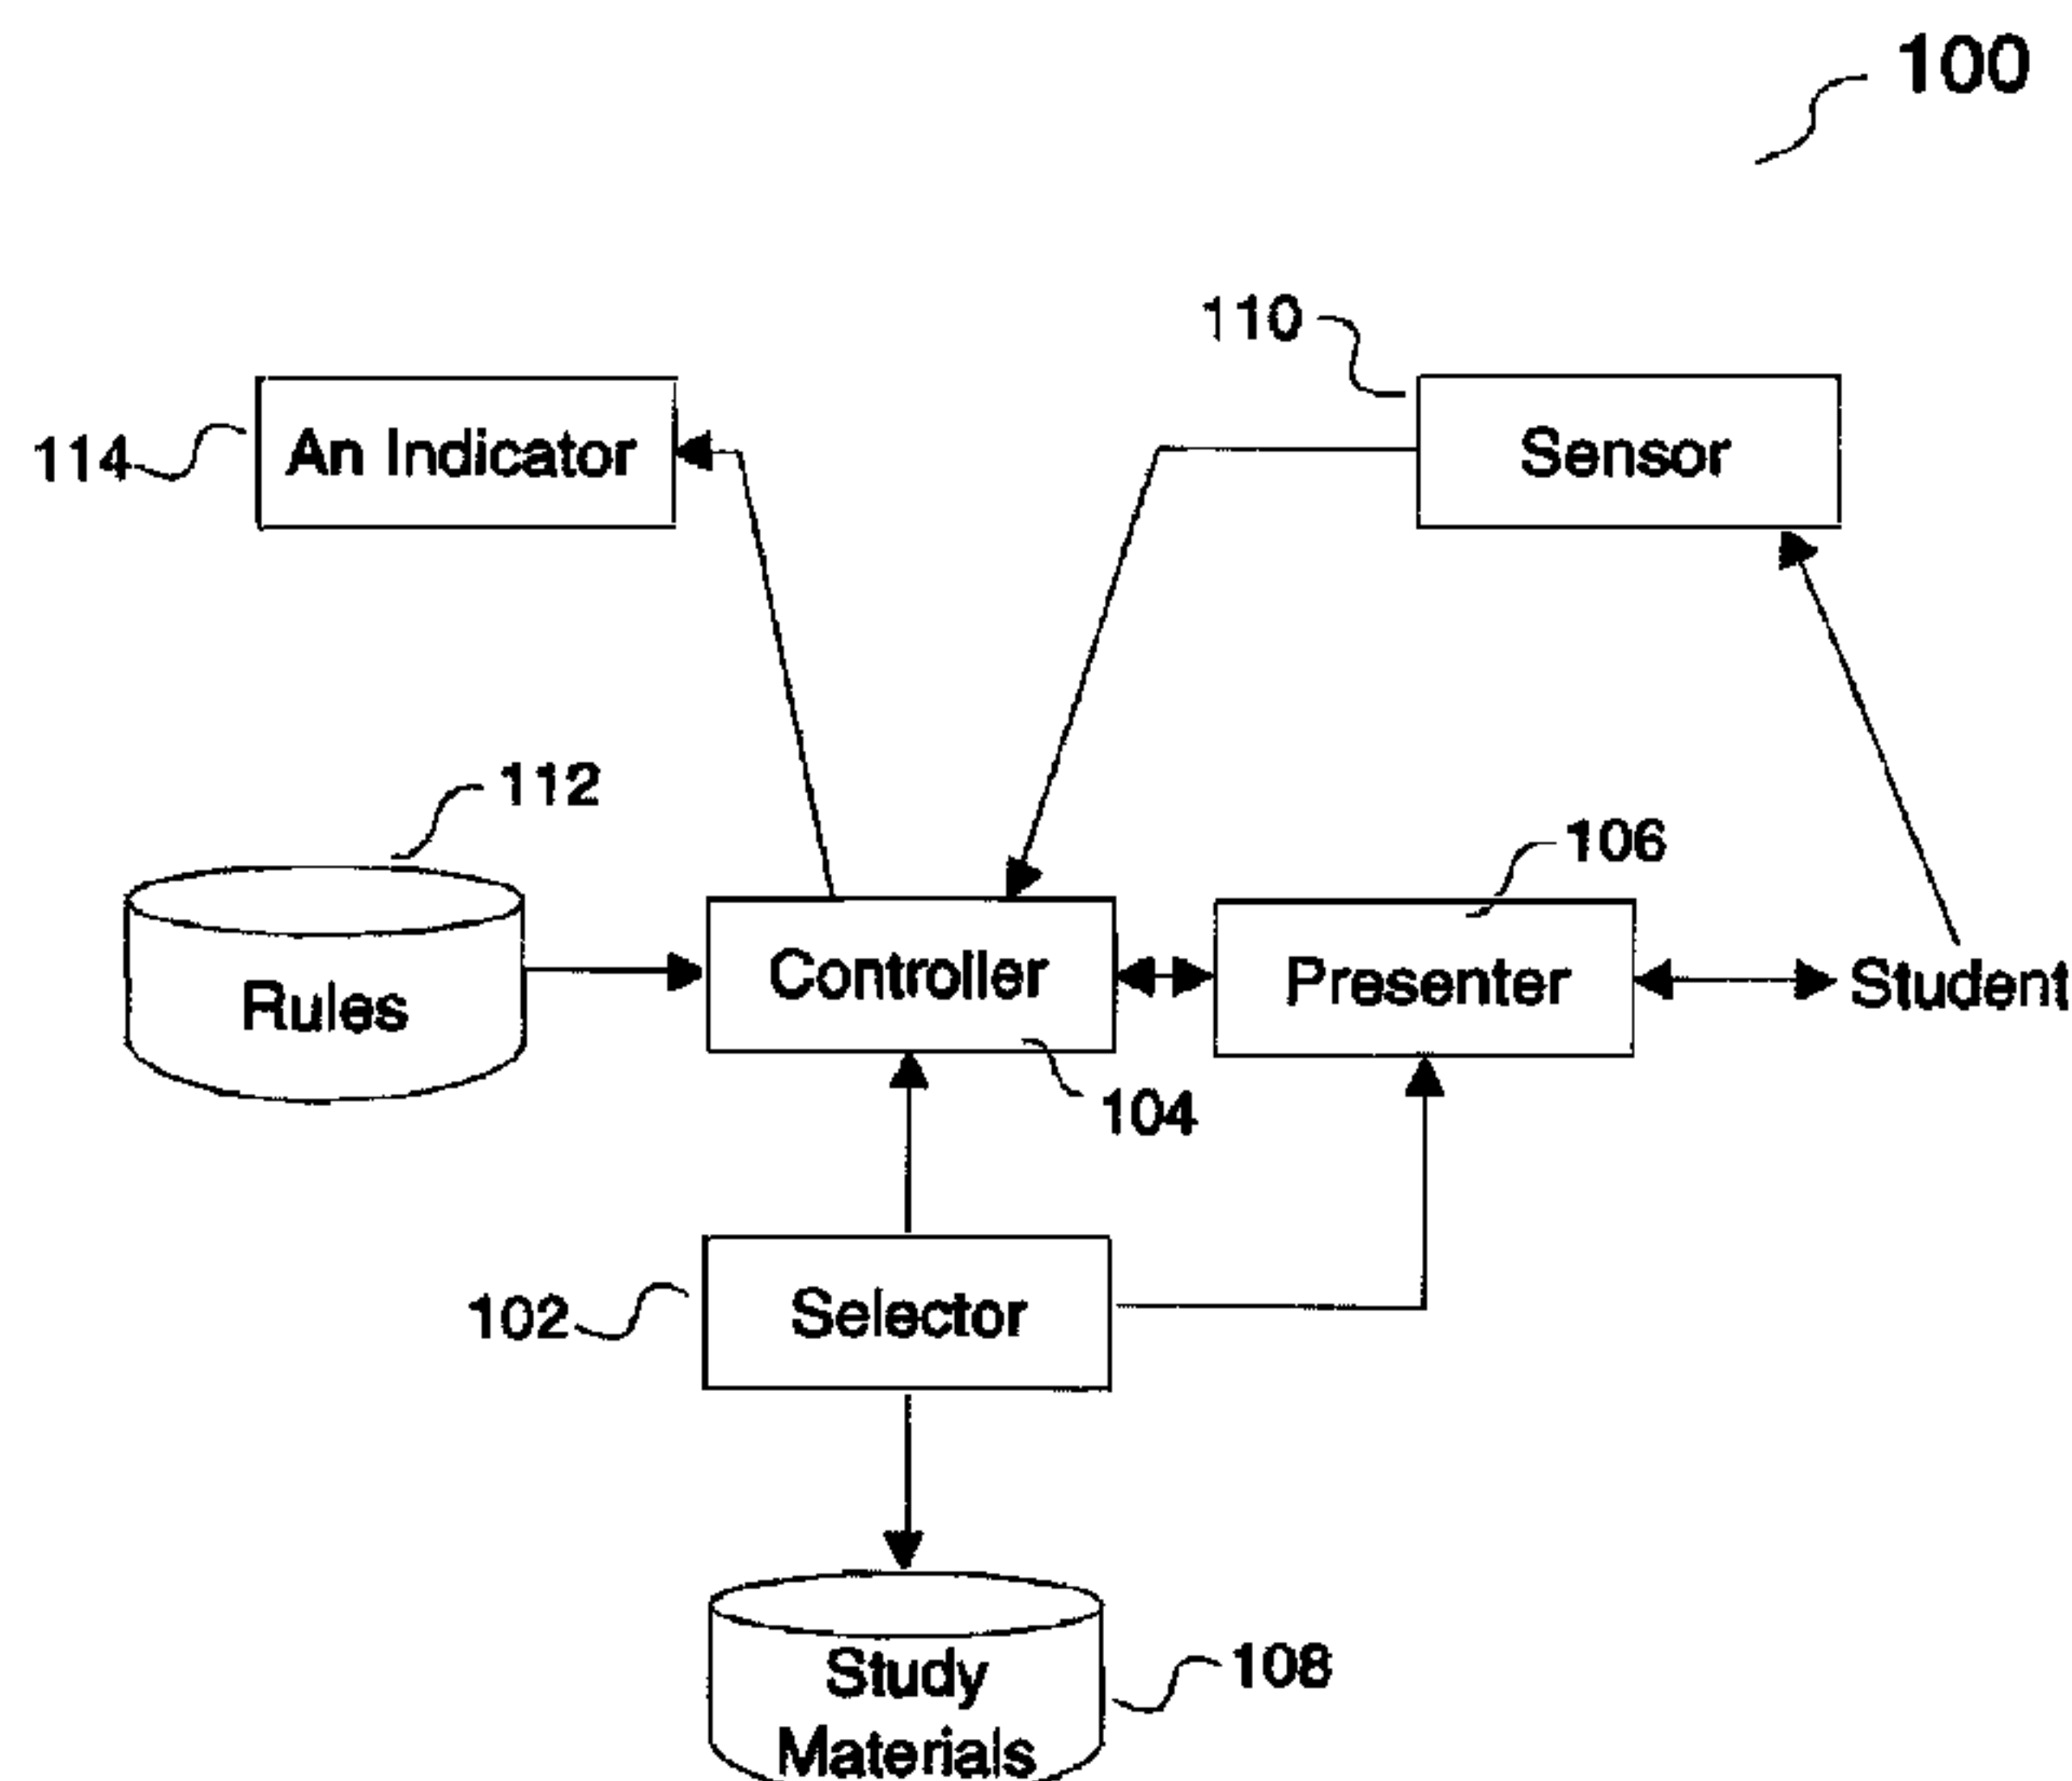 100
110
114
An Indicator
Sensor
112
106
Rules
Controller
Presenter
Student
104
102
Selector
Study
Materials
108